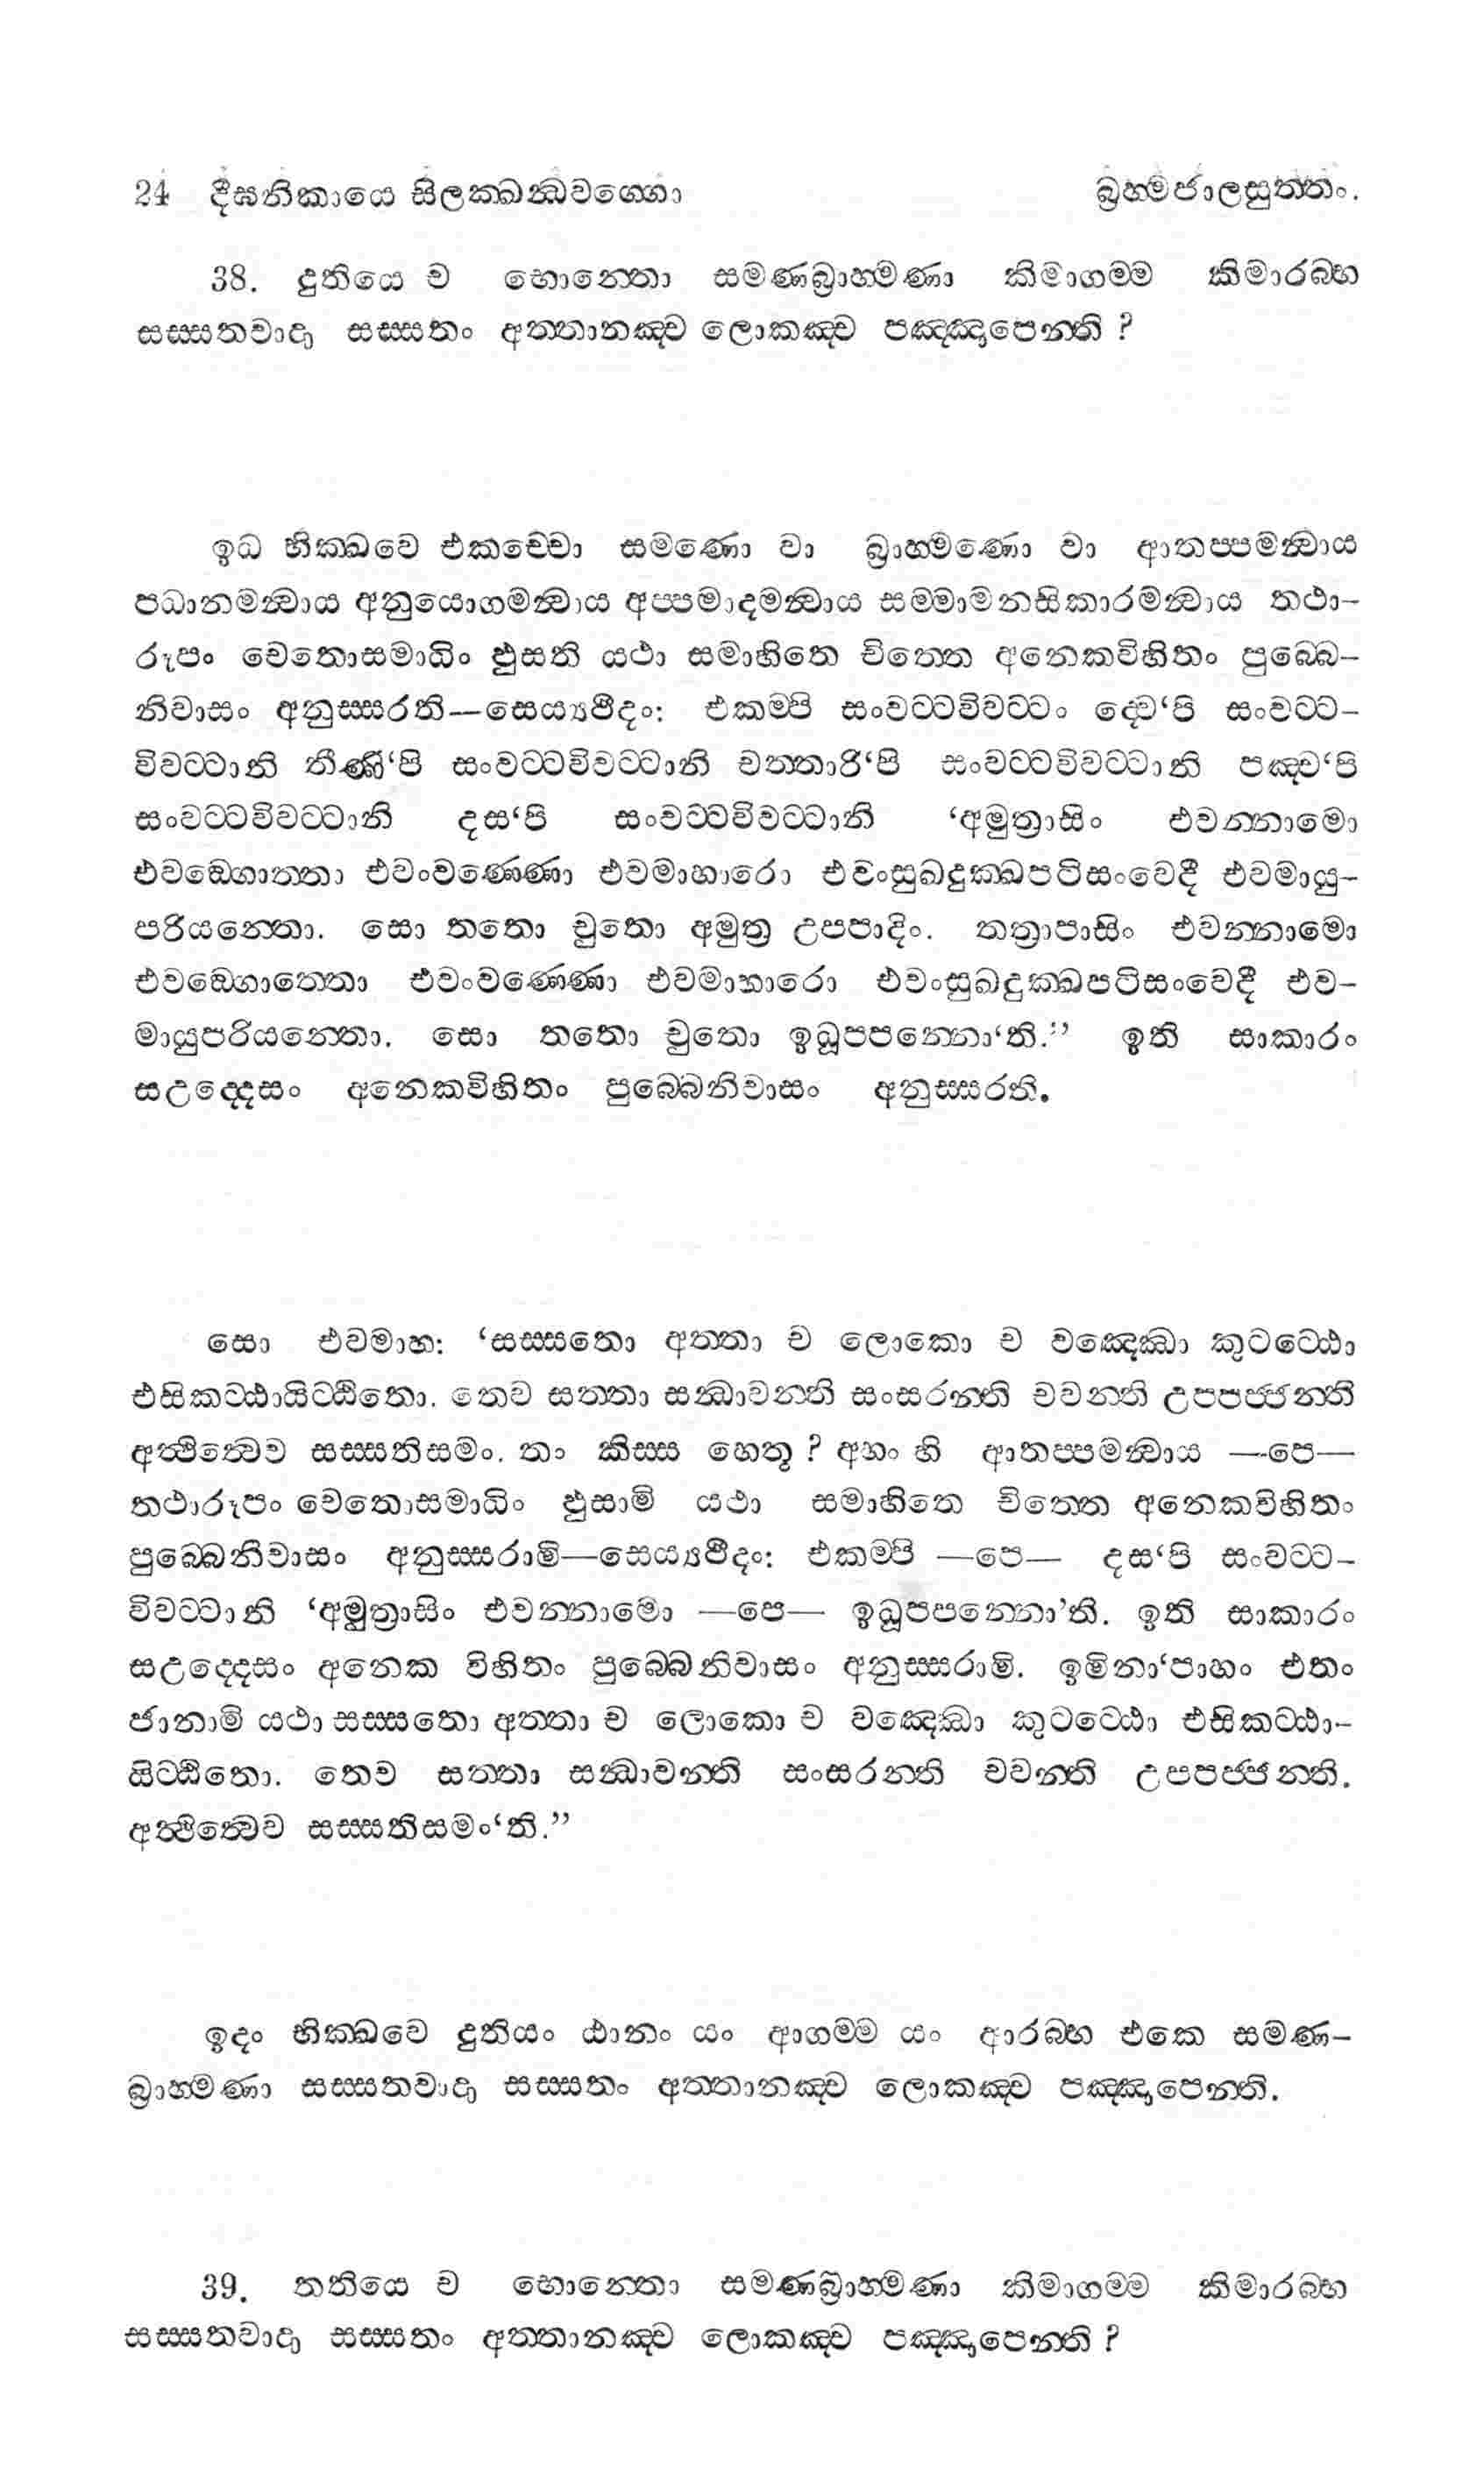 24 දීඝනිකායෙ සීලක්ඛන්ධවග්ගො බ්‍රහ්මජාලසුත්තං.
38. දුතියෙ ච භොන්තො සමණබ්‍රාහ්මණා කිමාගම්ම කිමාරබ්භ
සස්සතවාදා සස්සතං අත්තානඤ්ච ලොකඤ්ච පඤ්ඤාපෙන්ති ?
ඉධ භික්ඛවෙ එකච්චො සමණො වා බ්‍රාහ්මණො වා ආතප්පමන්වාය
පධානමන්වාය අනුයොගමන්වාය අප්පමාදමන්වාය සම්මාමනසිකාරමන්වාය තථා-
රූපං චෙතොසමාධිං ඵුසති යථා සමාහිතෙ චිත්තෙ අනෙකවිහිතං පුබ්බෙ-
නිවාසං අනුස්සරති—සෙය්‍යථීදං: එකම්පි සංවට්ටවිවට්ටං ද්වෙ‘පි සංවට්ට-
විවට්ටානි තීණි‘පි සංවට්ටවිවට්ටානි චත්තාරි‘පි සංවට්ටවිවට්ටානි පඤ්ච‘පි
සංවට්ටවිවට්ටානි දස‘පි සංවට්ටවිවට්ටානි ‘අමුත්‍රාසිං එවන්නාමො
එවඞ්ගොත්තා එවංවණ්ණො එවමාහාරො එවංසුඛදුක්ඛපටිසංවෙදී එවමායු-
පරියන්තො. සො තතො චුතො අමුත්‍ර උපපාදිං. තත්‍රාපාසිං එවන්නාමො
එවඞ්ගොත්තො එවංවණ්ණො එවමාහාරො එවංසුඛදුක්ඛපටිසංවෙදී එව-
මායුපරියන්තො. සො තතො චුතො ඉධූපපන්නො‘ති.” ඉති සාකාරං
සඋද්දෙසං අනෙකවිහිතං පුබ්බෙනිවාසං අනුස්සරති.
සො එවමාහ: ‘සස්සතො අත්තා ච ලොකො ච වඤ්ඣො කුටට්ඨො
එසිකට්ඨායිට්ඨිතො. තෙව සත්තා සන්ධාවන්ති සංසරන්ති චවන්ති උපපජ්ජන්ති
අත්ථිත්වෙව සස්සතිසමං. තං කිස්ස හෙතූ ? අහං හි ආතප්පමන්වාය —පෙ—
තථාරූපං චෙතොසමාධිං ඵුසාමි යථා සමාහිතෙ චිත්තෙ අනෙකවිහිතං
පුබ්බෙනිවාසං අනුස්සරාමි—සෙය්‍යථීදං: එකම්පි —පෙ— දස‘පි සංවට්ට-
විවට්ටානි ‘අමුත්‍රාසිං එවන්නාමො —පෙ— ඉධූපපන්නො’ති. ඉති සාකාරං
සඋද්දෙසං අනෙක විහිතං පුබ්බෙනිවාසං අනුස්සරාමි. ඉමිනා‘පාහං එතං
ජානාමි යථා සස්සතො අත්තා ච ලොකො ච වඤ්ඣො කුටට්ඨො එසිකට්ඨා-
යිට්ඨිතො. තෙව සත්තා සන්ධාවන්ති සංසරන්ති චවන්ති උපපජ්ජන්ති.
අත්ථිත්වෙව සස්සතිසමං‘ති.”
ඉදං භික්ඛවෙ දුතියං ඨානං යං ආගම්ම යං ආරබ්භ එකෙ සමණ-
බ්‍රාහ්මණා සස්සතවාදා සස්සතං අත්තානඤ්ච ලොකඤ්ච පඤ්ඤාපෙන්ති.
39. තතියෙ ච භොන්තො සමණබ්‍රාහ්මණා කිමාගම්ම කිමාරබ්භ
සස්සතවාදා සස්සතං අත්තානඤ්ච ලොකඤ්ච පඤ්ඤාපෙන්ති ?